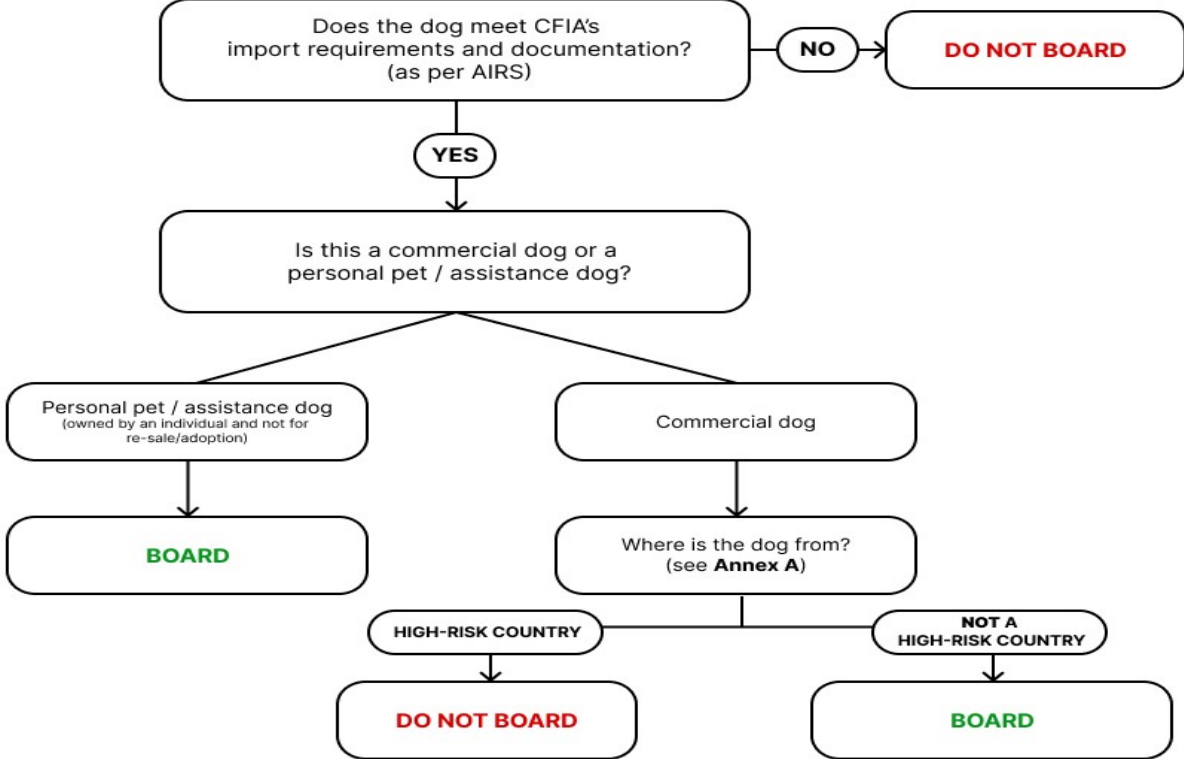 Does the dog meet CFIA's
import requirements and documentation?
(as per AIRS)
NO
DO NOT BOARD
YES
Is this a commercial dog or a
personal pet / assistance dog?
Personal pet / assistance dog
(owned by an individual and not for
re-sale/adoption)
Commercial dog
BOARD
Where is the dog from?
(see Annex A)
HIGH-RISK COUNTRY
NOT A
HIGH-RISK COUNTRY
DO NOT BOARD
BOARD